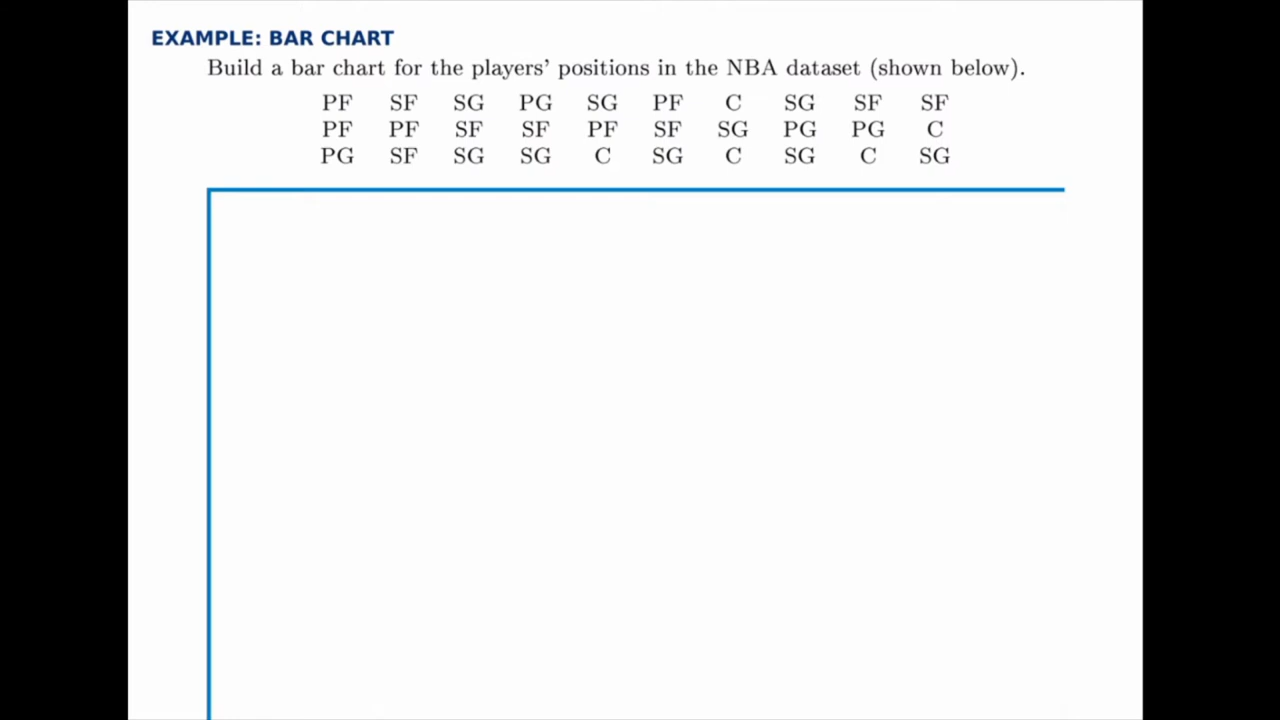 EXAMPLE: BAR CHART
Build a bar chart for the players’ positions in the NBA dataset (shown below).
PF SF SG PG SG PF C SG SF SF
PF PF SF SF PF SF SG PG PG C
PG SF SG SG C SG C SG C SG